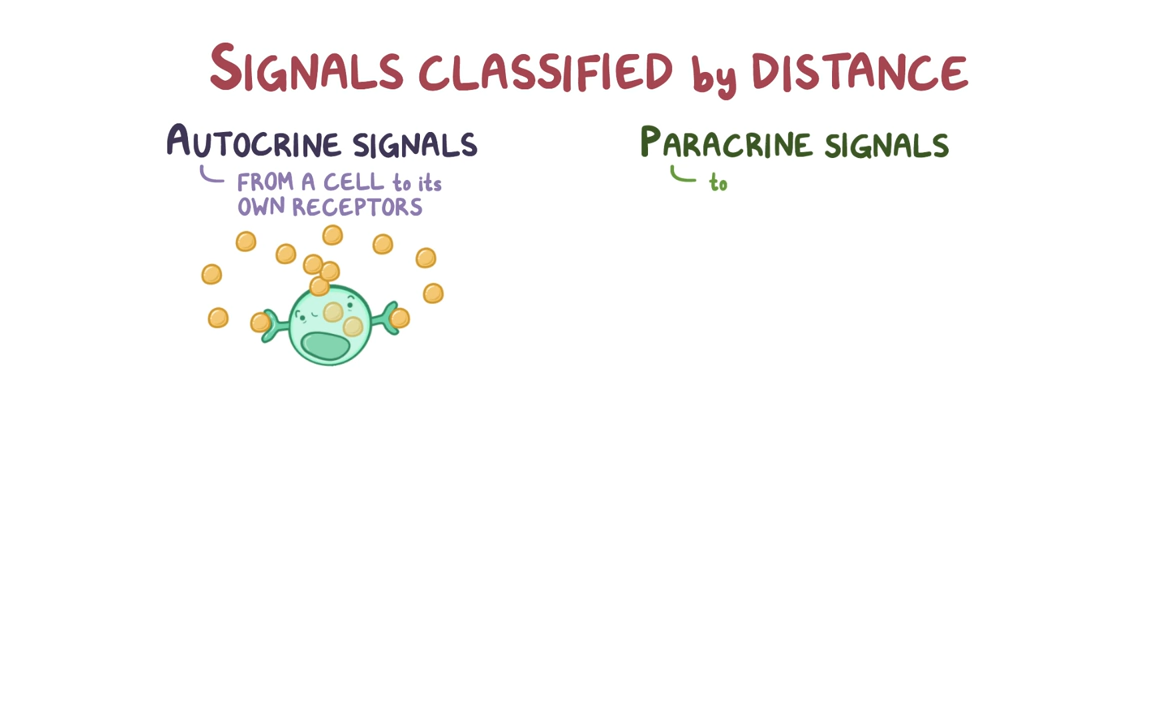 SIGNALS CLASSIFIED by DISTANCE
AUTOCRINE SIGNALS
FROM A CELL to its
OWN RECEPTORS
PARACRINE SIGNALS
to